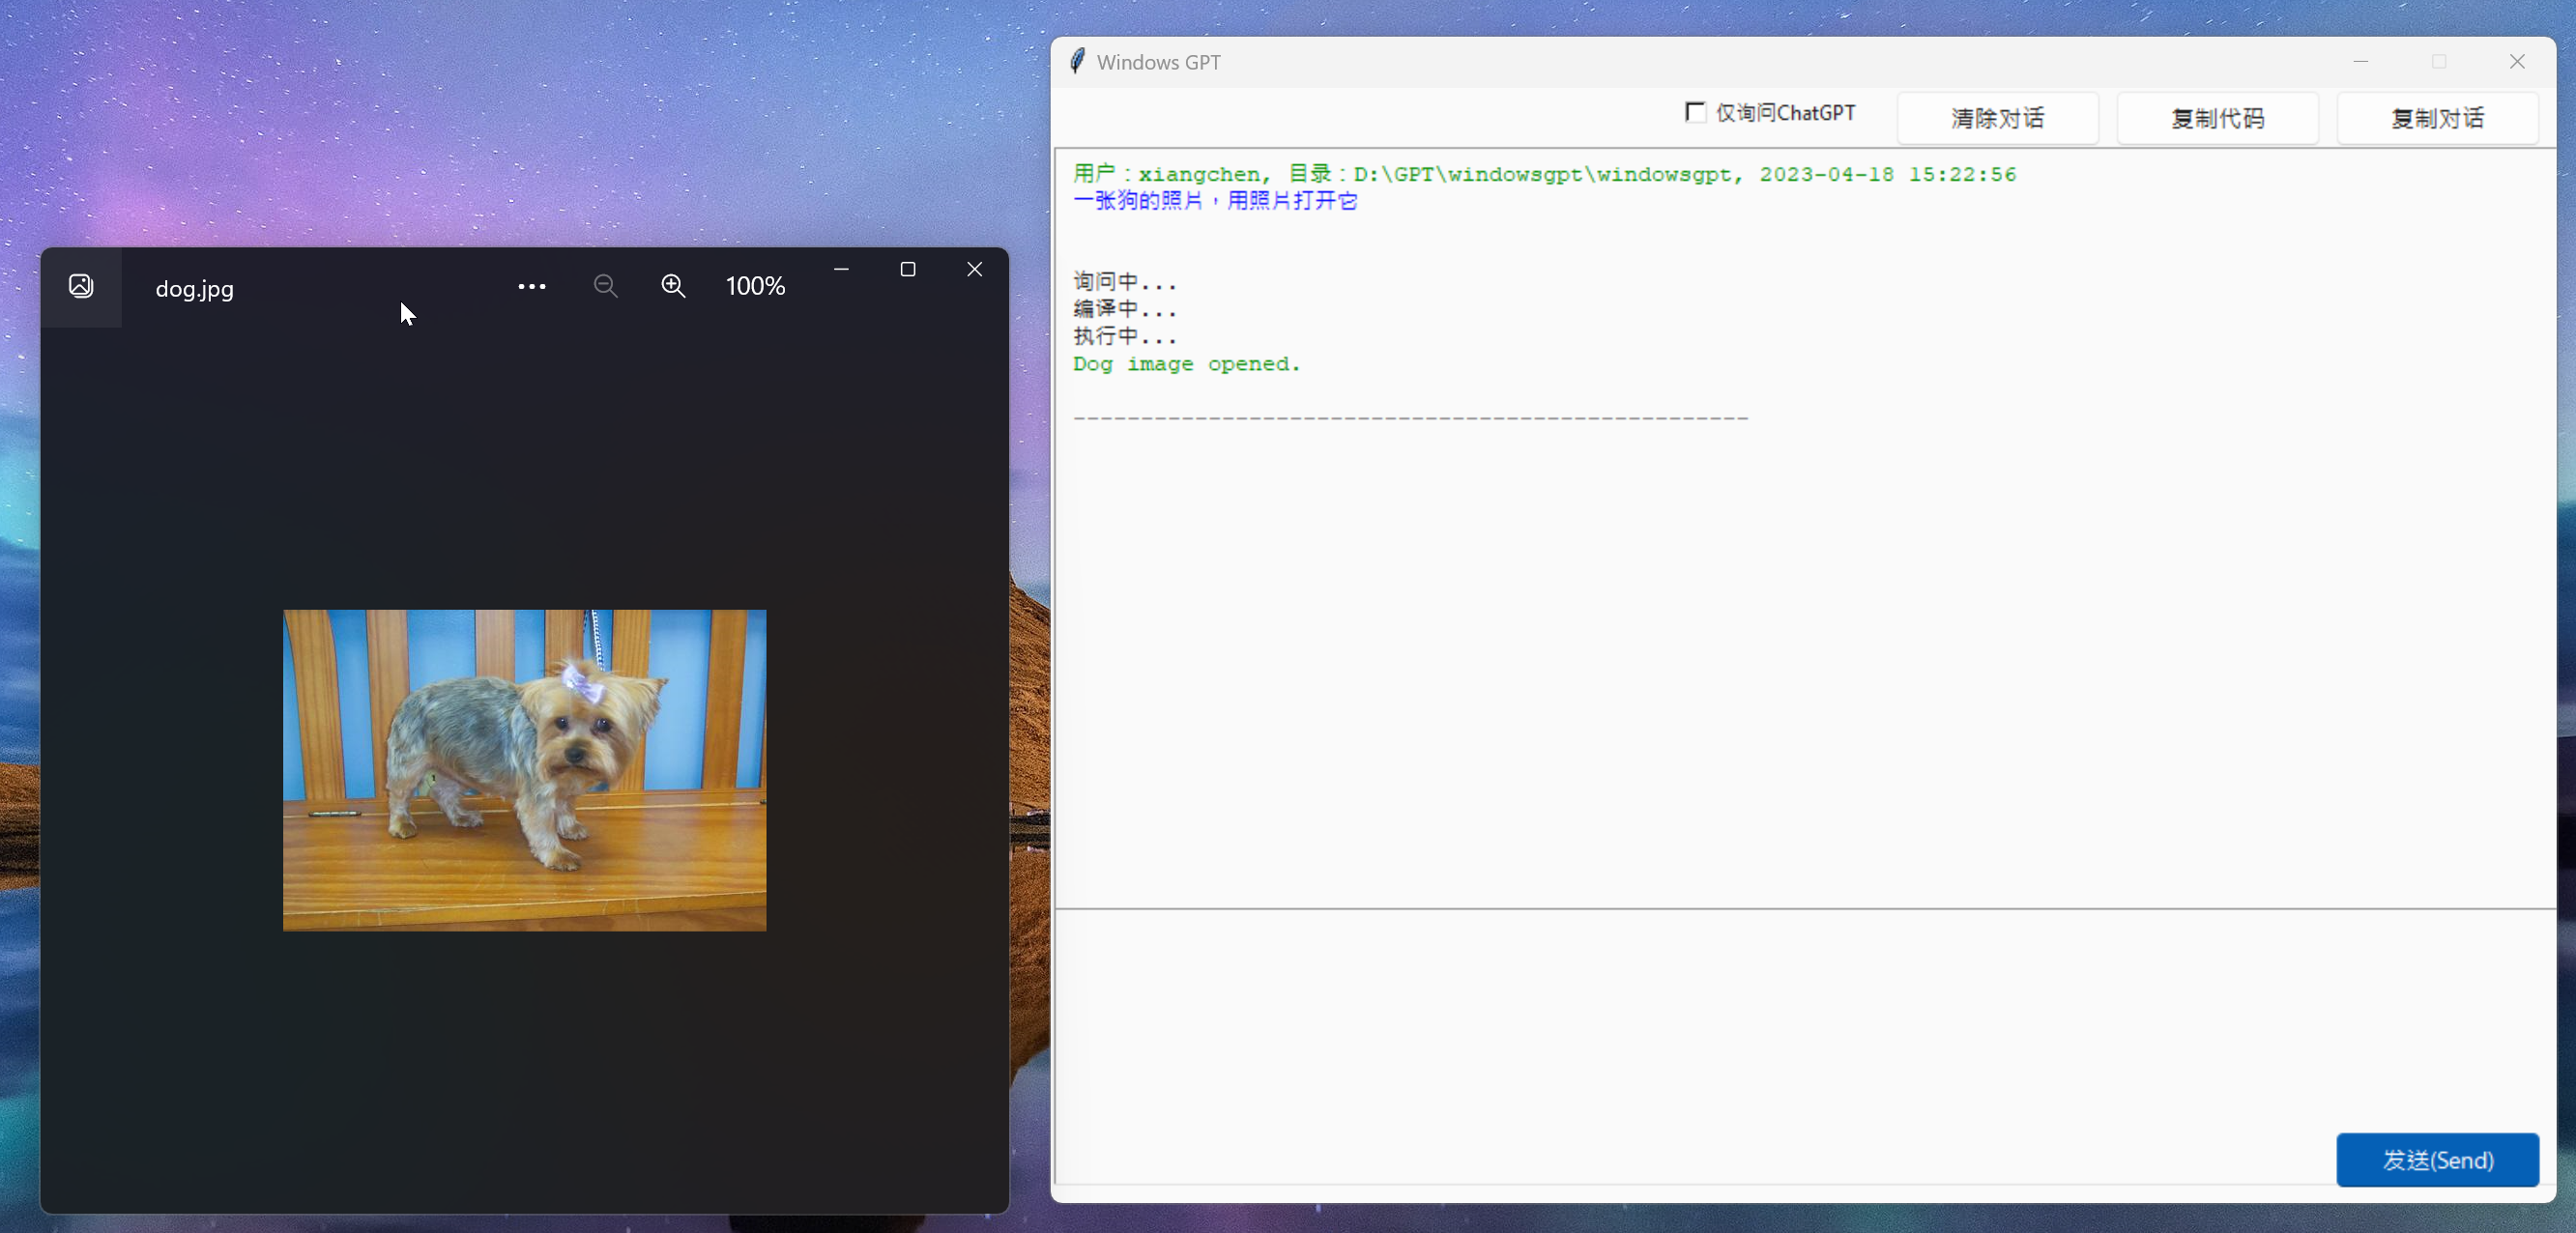 dog.jpg
100%
Windows GPT
仅询问ChatGPT
清除对话
复制代码
复制对话
用户：xiangchen, 目录：D:\GPT\windowsgpt\windowsgpt, 2023-04-18 15:22:56
一张狗的照片，用照片打开它
询问中...
编译中...
执行中...
Dog image opened.
--------------------------------------------------
发送(Send)